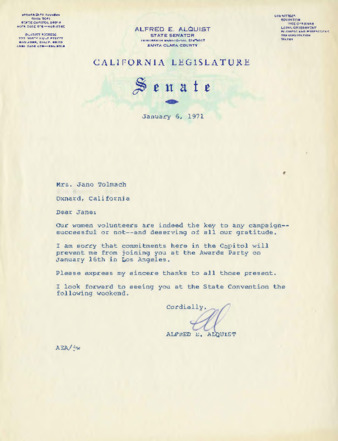 ALFRED E. ALQUIST
STATE SENATOR
SANTA CLARA COUNTY
CALIFORNIA LEGISLATURE
Senate
January 6, 1971
Mrs. Jane Tolmach
Oxnard, California
Dear Jane:
Our women volunteers are indeed the key to any campaign--
successful or not--and deserving of all our gratitude.
I am sorry that commitments here in the Capitol will
prevent me from joining you at the Awards Party on
January 16th in Los Angeles.
Please express my sincere thanks to all those present.
I look forward to seeing you at the State Convention the
following weekend.
Cordially,
Al
ALFRED E. ALQUIST
AEA/jw